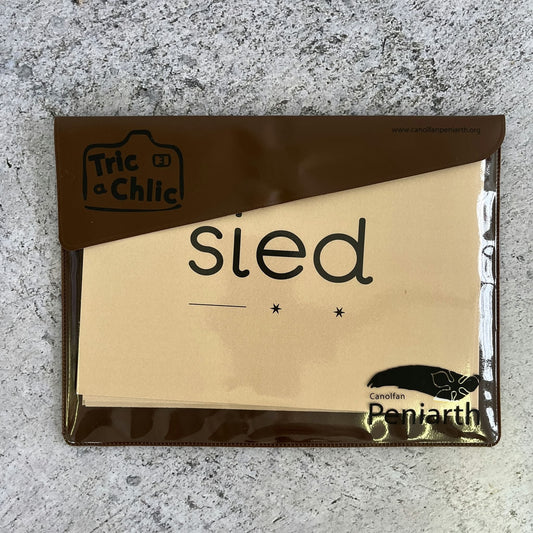 www.canolfanpeniarth.org
Tric
a Chlic
sied
* *
Canolfan
Peniarth